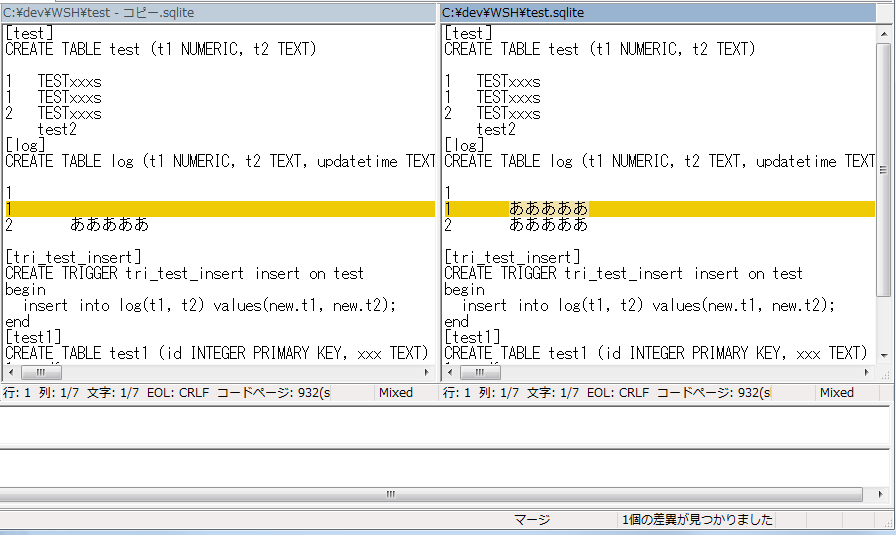 C:¥dev¥WSH¥test - コピー.sqlite
[test]
CREATE TABLE test (t1 NUMERIC, t2 TEXT)
1 TESTxxxs
1 TESTxxxs
2 TESTxxxs
test2
[log]
CREATE TABLE log (t1 NUMERIC, t2 TEXT, updatetime TEXT
1
1
2 あああああ
[tri_test_insert]
CREATE TRIGGER tri_test_insert insert on test
begin
insert into log(t1, t2) values(new.t1, new.t2);
end
[test1]
CREATE TABLE test1 (id INTEGER PRIMARY KEY, xxx TEXT)
行: 1 列: 1/7 文字: 1/7 EOL: CRLF コードページ: 932(s
Mixed
C:¥dev¥WSH¥test.sqlite
[test]
CREATE TABLE test (t1 NUMERIC, t2 TEXT)
1 TESTxxxs
1 TESTxxxs
2 TESTxxxs
test2
[log]
CREATE TABLE log (t1 NUMERIC, t2 TEXT, updatetime TEXT
1
1 あああああ
2 あああああ
[tri_test_insert]
CREATE TRIGGER tri_test_insert insert on test
begin
insert into log(t1, t2) values(new.t1, new.t2);
end
[test1]
CREATE TABLE test1 (id INTEGER PRIMARY KEY, xxx TEXT)
行: 1 列: 1/7 文字: 1/7 EOL: CRLF コードページ: 932(s
Mixed
マージ
1個の差異が見つかりました